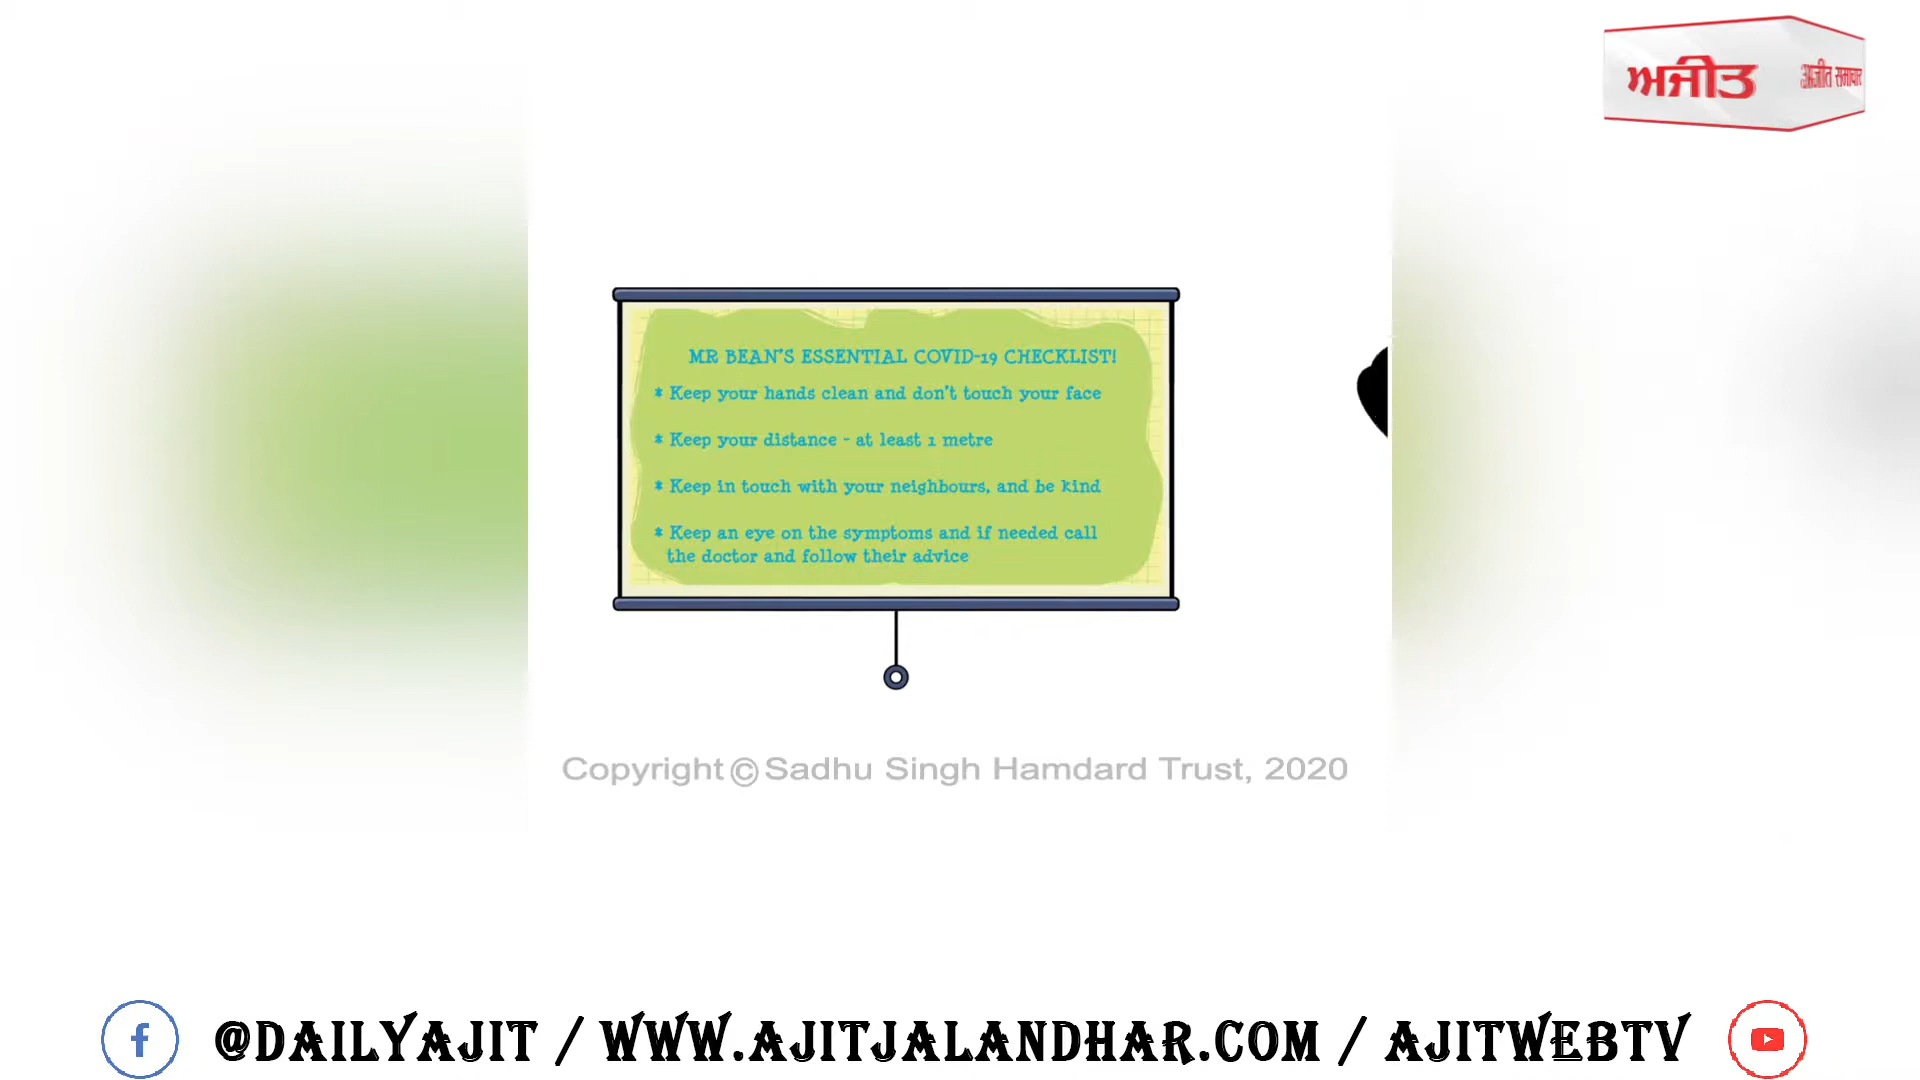 ਅਜੀਤ
अजीत समाचार
MR BEAN'S ESSENTIAL COVID-19 CHECKLIST!
* Keep your hands clean and don't touch your face
* Keep your distance - at least 1 metre
* Keep in touch with your neighbours, and be kind
* Keep an eye on the symptoms and if needed call
the doctor and follow their advice
Copyright © Sadhu Singh Hamdard Trust, 2020
@DAILYAJIT / WWW.AJITJALANDHAR.COM / AJITWEBTV